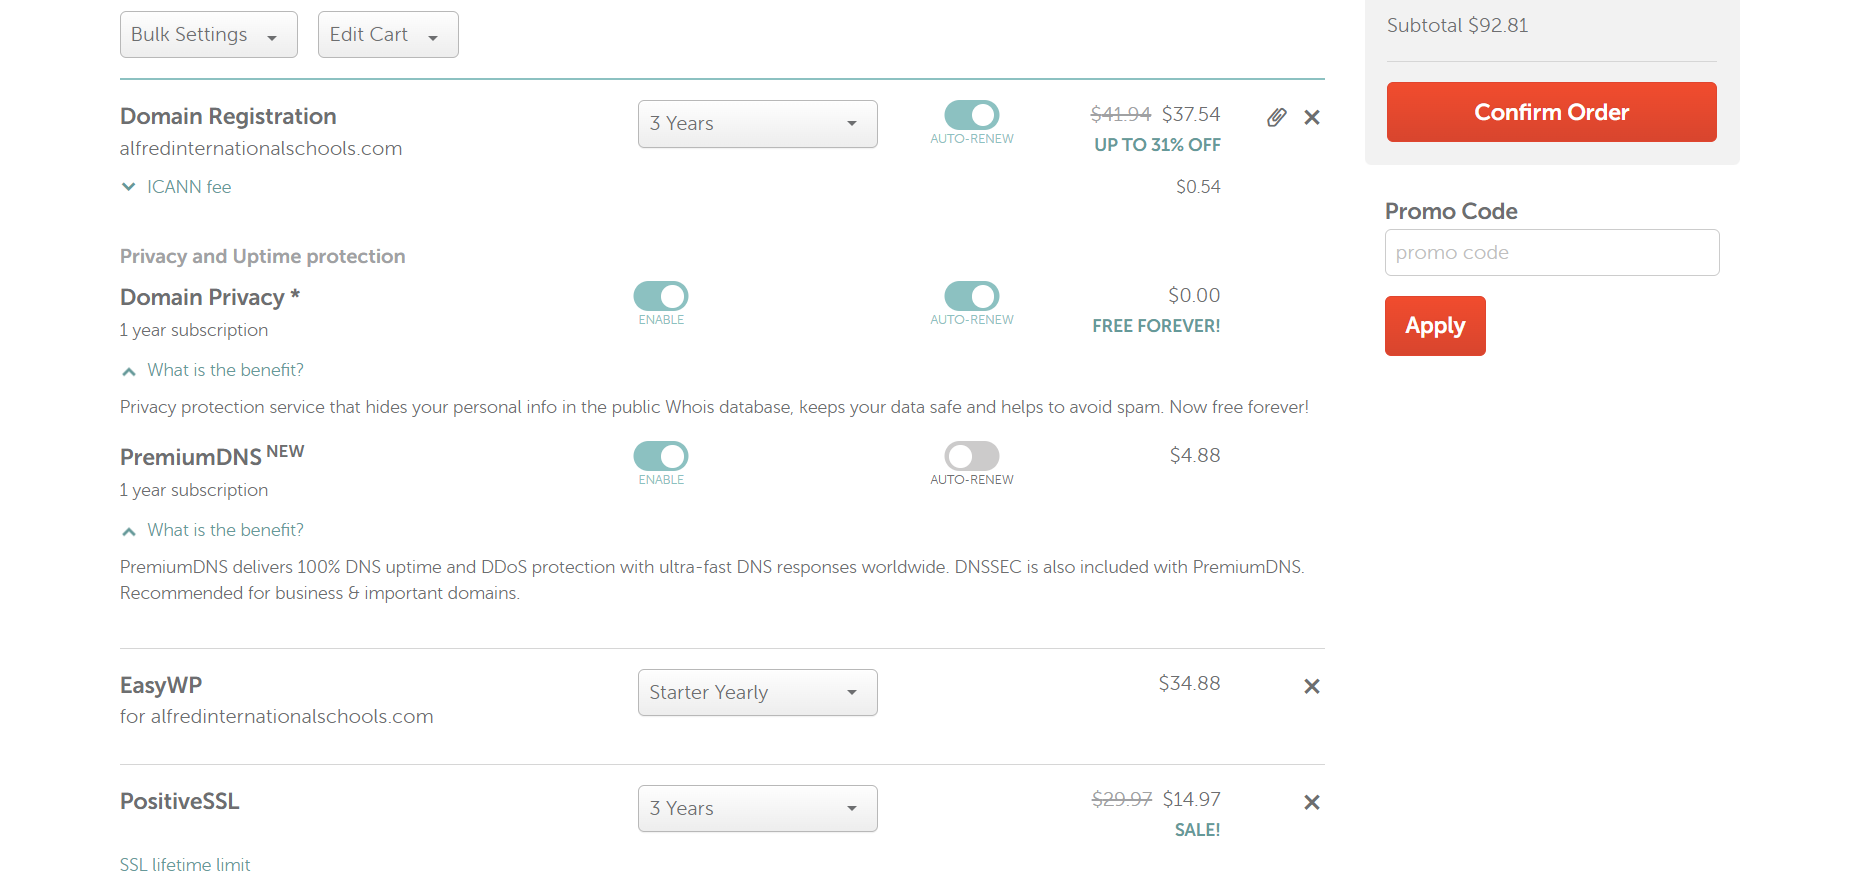 Bulk Settings
Edit Cart
Subtotal $92.81
Confirm Order
Domain Registration
alfredinternationalschools.com
3 Years
AUTO-RENEW
$41.94 $37.54
UP TO 31% OFF
ICANN fee
$0.54
Promo Code
promo code
Apply
Privacy and Uptime protection
Domain Privacy *
1 year subscription
ENABLE
AUTO-RENEW
$0.00
FREE FOREVER!
What is the benefit?
Privacy protection service that hides your personal info in the public Whois database, keeps your data safe and helps to avoid spam. Now free forever!
PremiumDNS NEW
1 year subscription
ENABLE
AUTO-RENEW
$4.88
What is the benefit?
PremiumDNS delivers 100% DNS uptime and DDoS protection with ultra-fast DNS responses worldwide. DNSSEC is also included with PremiumDNS.
Recommended for business & important domains.
EasyWP
for alfredinternationalschools.com
Starter Yearly
$34.88
PositiveSSL
3 Years
$29.97 $14.97
SALE!
SSL lifetime limit